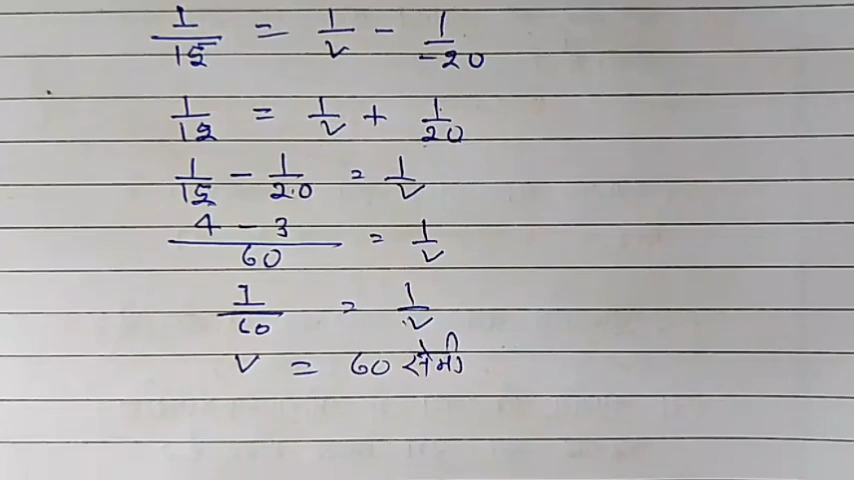 1/15 = 1/v - 1/-20
1/15 = 1/v + 1/20
1/15 - 1/20 = 1/v
4 - 3/60 = 1/v
1/60 = 1/v
v = 60 सेमी